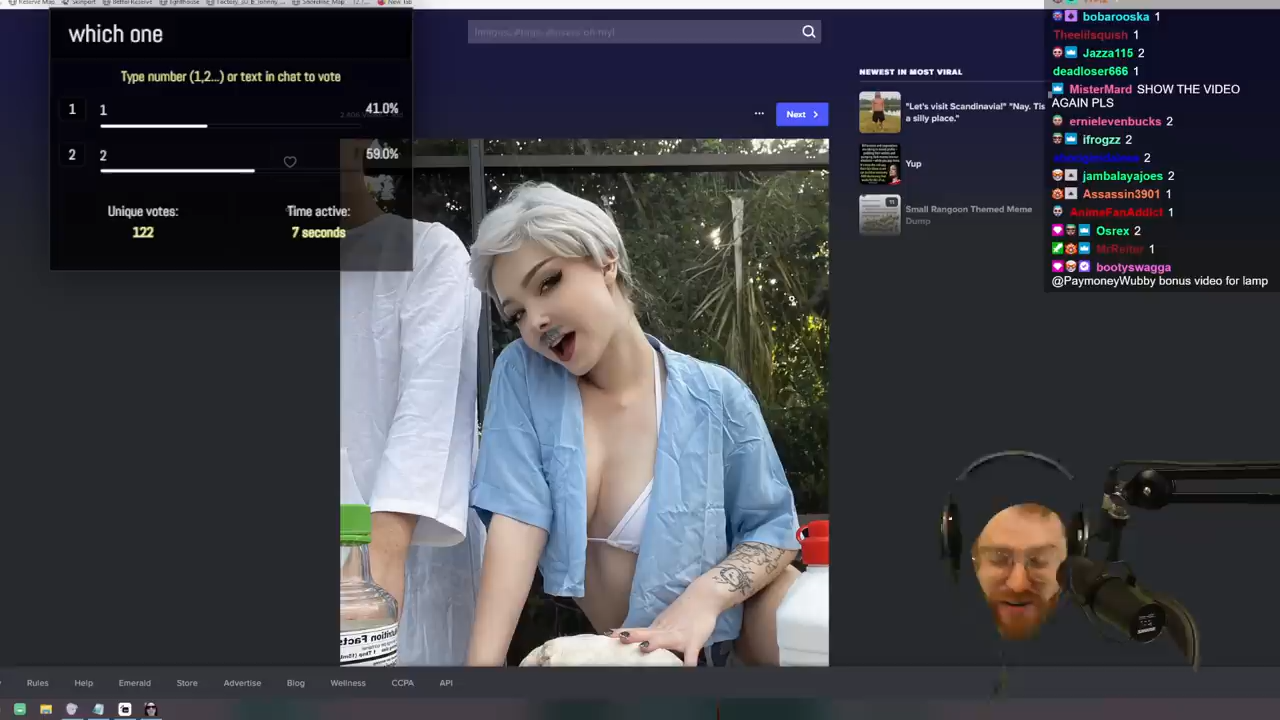 which one
Type number (1,2...) or text in chat to vote
1 1 41.0%
2 2 59.0%
Unique votes: Time active:
122 7 seconds
Next
NEWEST IN MOST VIRAL
"Let's visit Scandinavia!" "Nay. Tis
a silly place."
Yup
Small Rangoon Themed Meme
Dump
bobarooska 1
Theelilsquish 1
Jazza115 2
deadloser666 1
MisterMard SHOW THE VIDEO
AGAIN PLS
ernielevenbucks 2
ifrogzz 2
2
jambalayajoes 2
Assassin3901 1
AnimeFanAddict 1
Osrex 2
MrReiter 1
bootyswagga
@PaymoneyWubby bonus video for lamp
Nutrition Facts
Rules Help Emerald Store Advertise Blog Wellness CCPA API